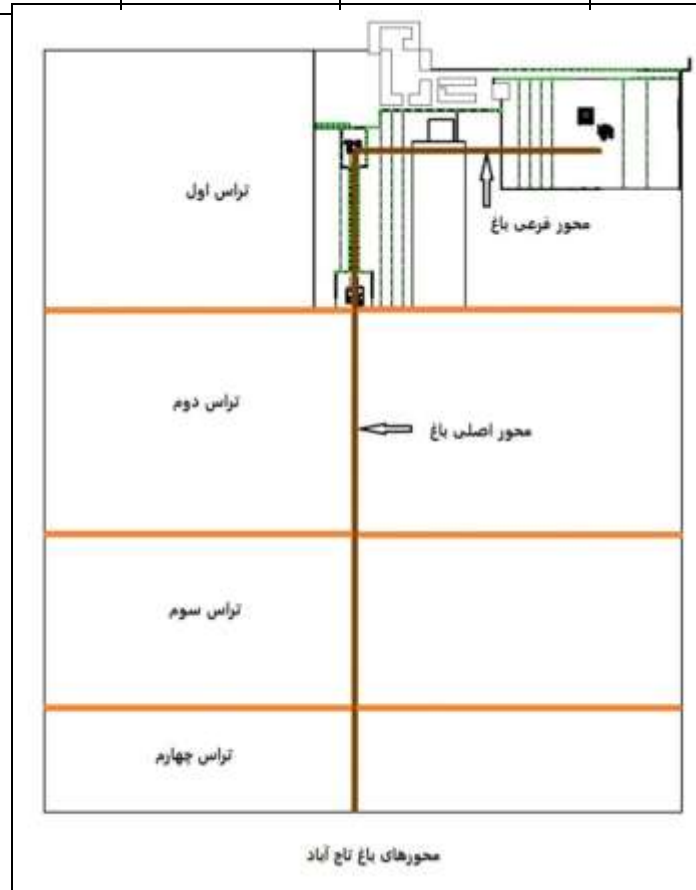 تراس اول
محور فرعی باغ
تراس دوم
محور اصلی باغ
تراس سوم
تراس چهارم
محورهای باغ تاج آباد